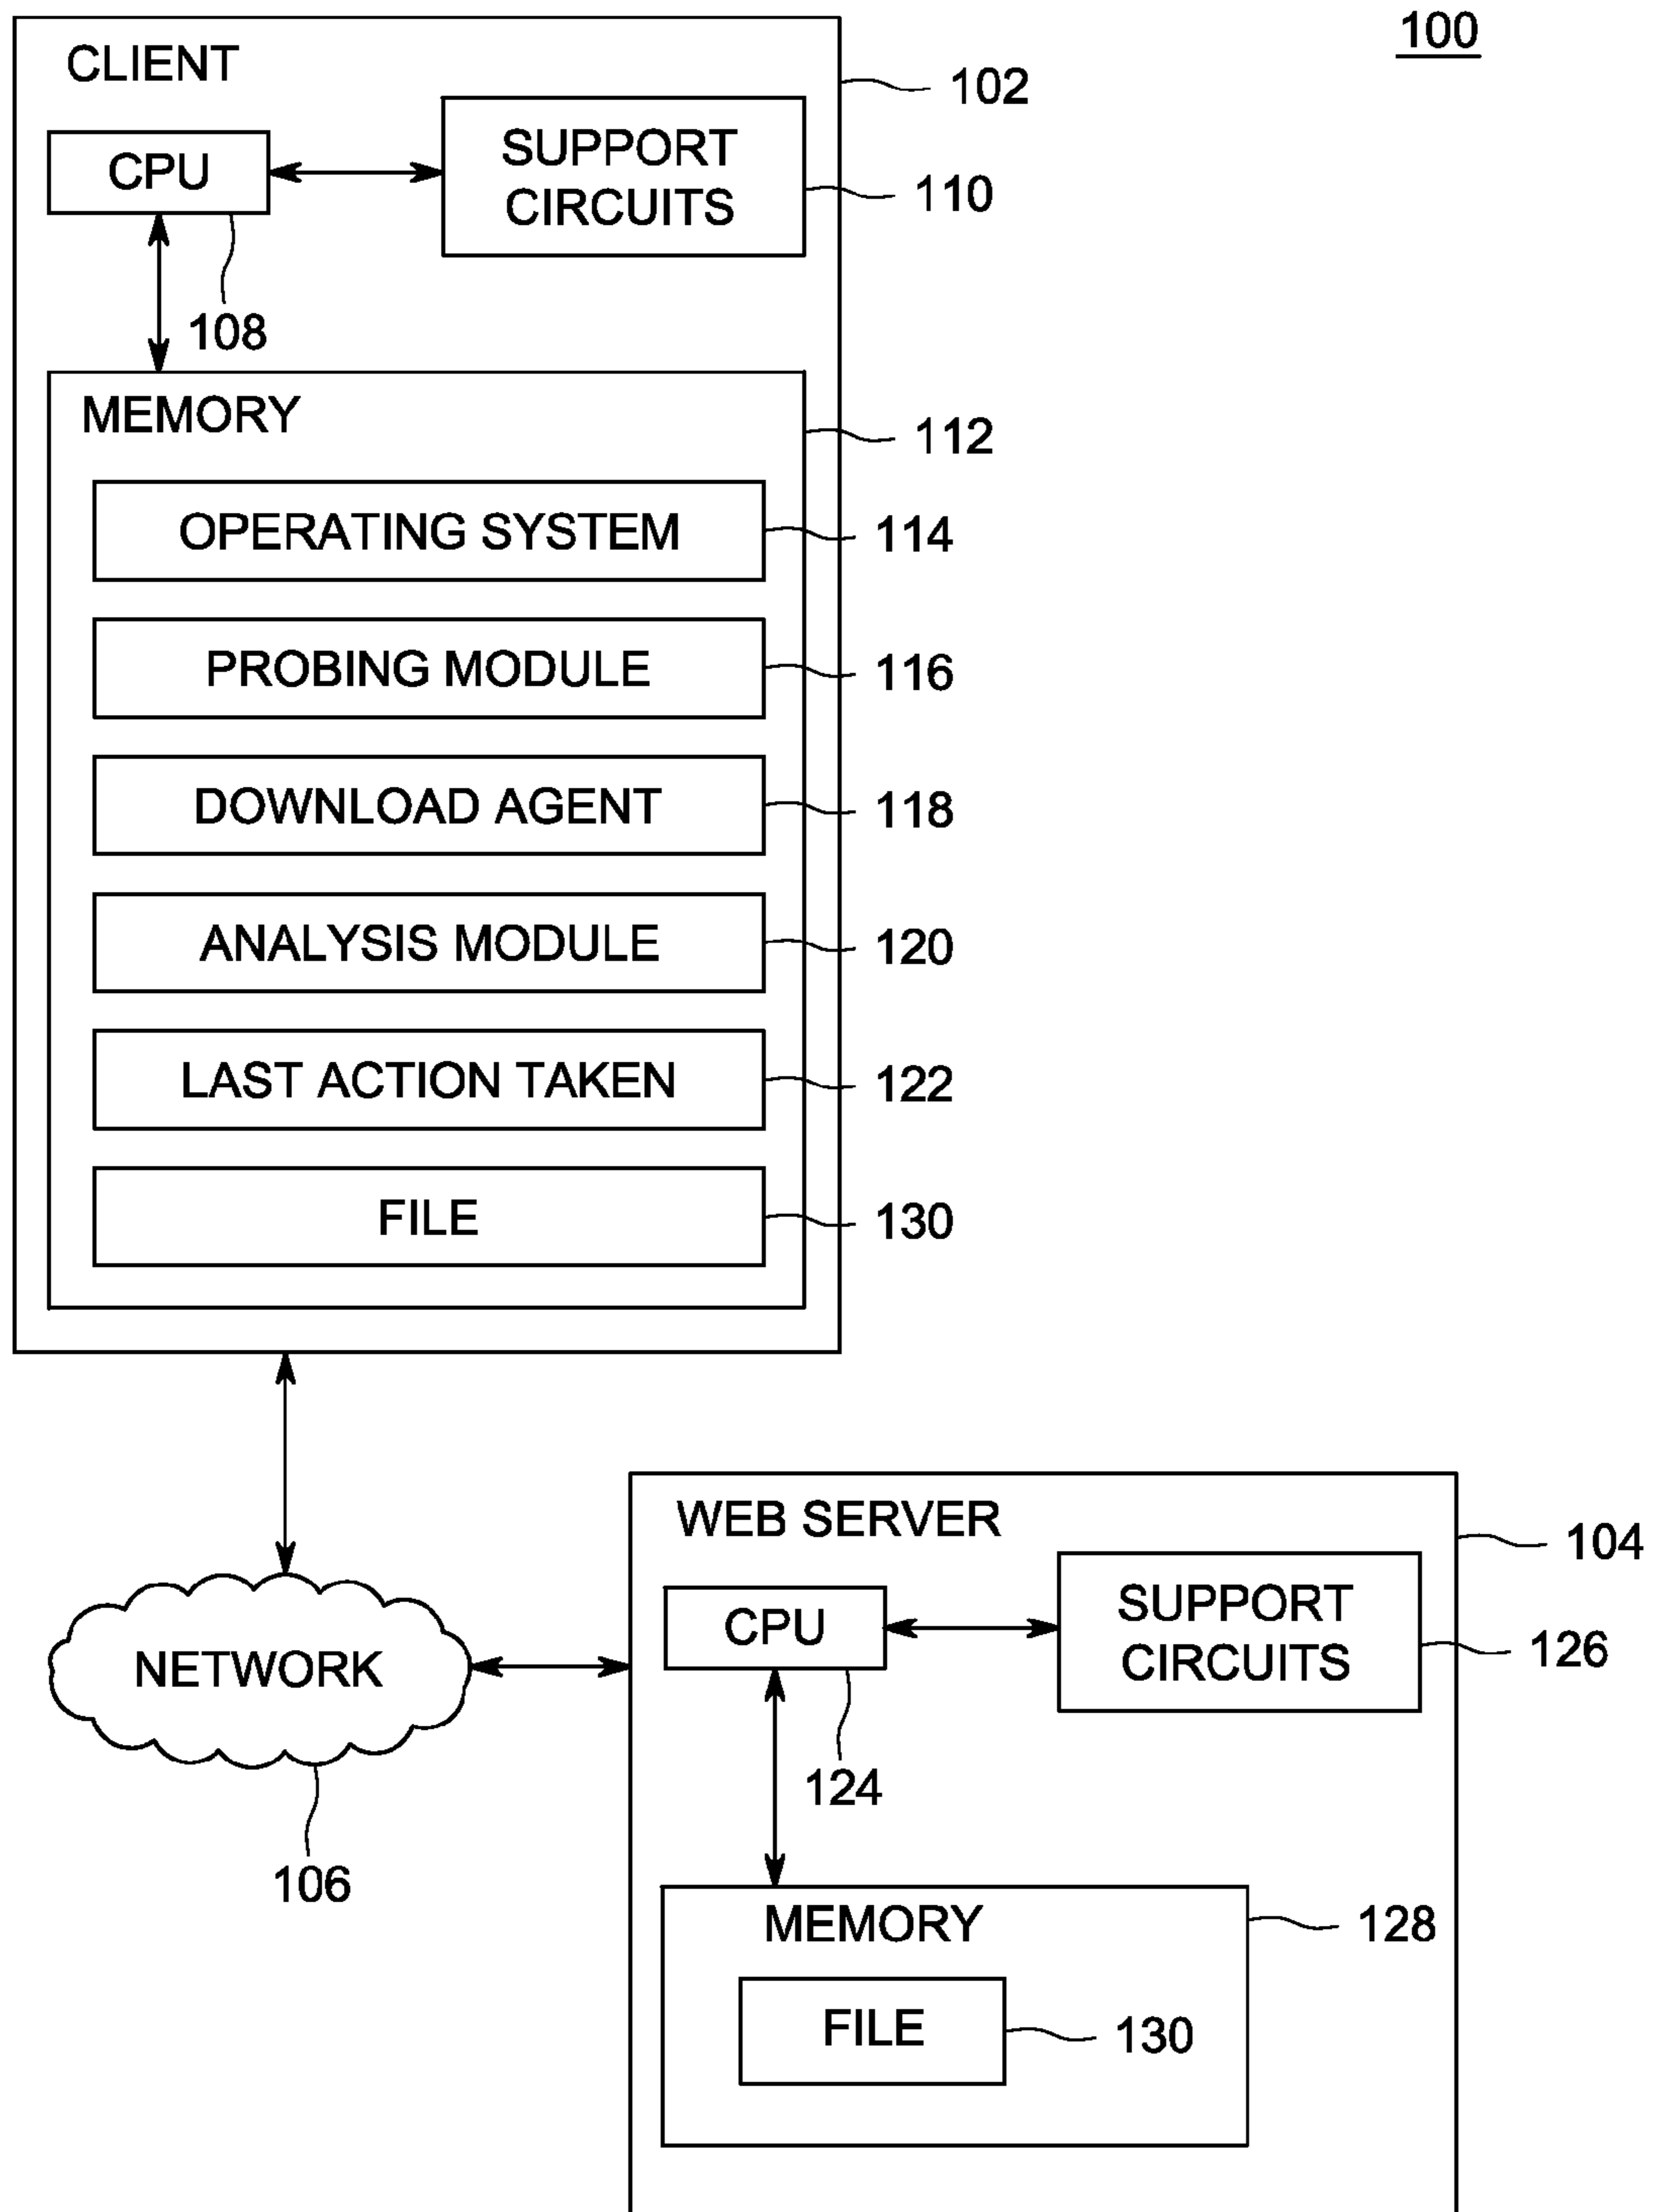 100
CLIENT
102
CPU
SUPPORT
CIRCUITS
110
108
MEMORY
112
OPERATING SYSTEM
114
PROBING MODULE
116
DOWNLOAD AGENT
118
ANALYSIS MODULE
120
LAST ACTION TAKEN
122
FILE
130
NETWORK
106
WEB SERVER
104
CPU
SUPPORT
CIRCUITS
126
124
MEMORY
128
FILE
130